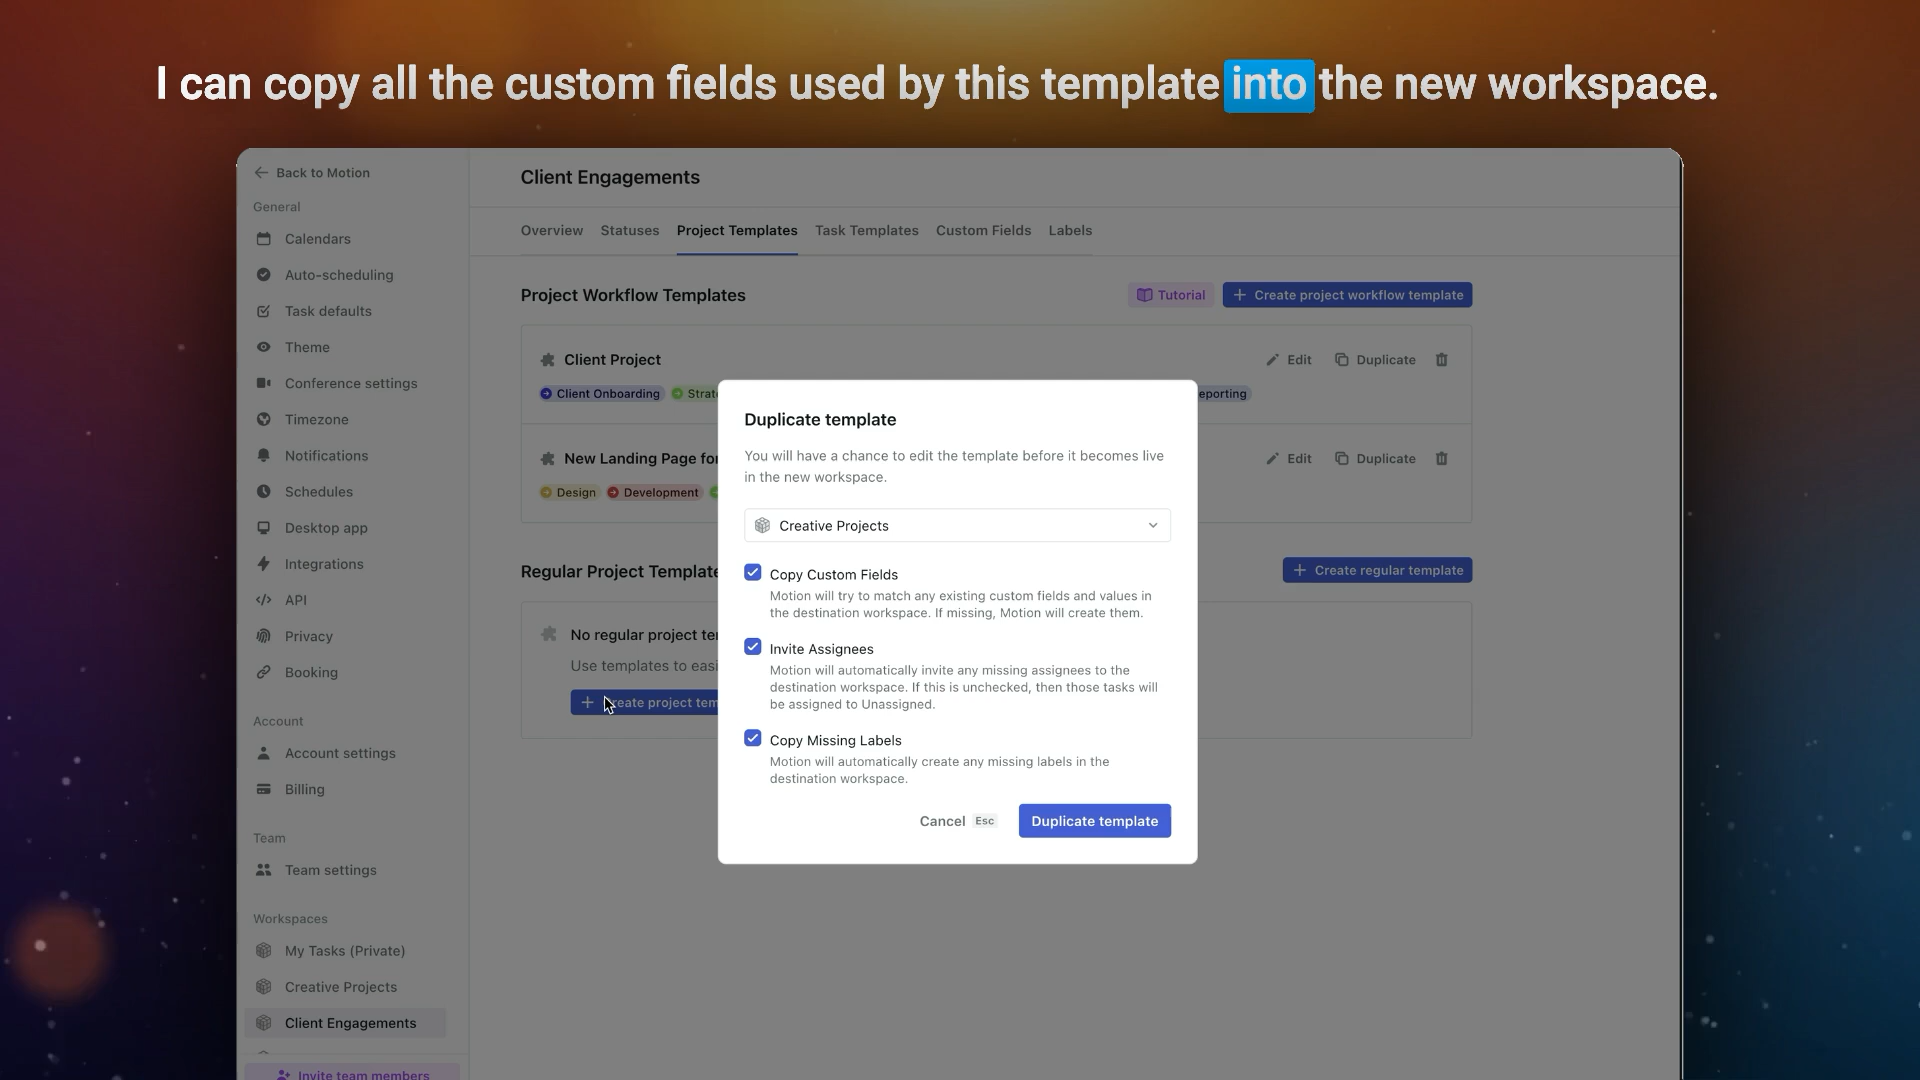 I can copy all the custom fields used by this template into the new workspace.
Back to Motion
General
Calendars
Auto-scheduling
Task defaults
Theme
Conference settings
Timezone
Notifications
Schedules
Desktop app
Integrations
API
Privacy
Booking
Account
Account settings
Billing
Team
Team settings
Workspaces
My Tasks (Private)
Creative Projects
Client Engagements
Invite team members
Client Engagements
Overview Statuses Project Templates Task Templates Custom Fields Labels
Project Workflow Templates Tutorial + Create project workflow template
Client Project Edit Duplicate
Client Onboarding Strate eporting
New Landing Page for Edit Duplicate
Design Development
Regular Project Template + Create regular template
No regular project te
Use templates to easi
+ reate project tem
Duplicate template
You will have a chance to edit the template before it becomes live
in the new workspace.
Creative Projects
Copy Custom Fields
Motion will try to match any existing custom fields and values in
the destination workspace. If missing, Motion will create them.
Invite Assignees
Motion will automatically invite any missing assignees to the
destination workspace. If this is unchecked, then those tasks will
be assigned to Unassigned.
Copy Missing Labels
Motion will automatically create any missing labels in the
destination workspace.
Cancel Esc Duplicate template